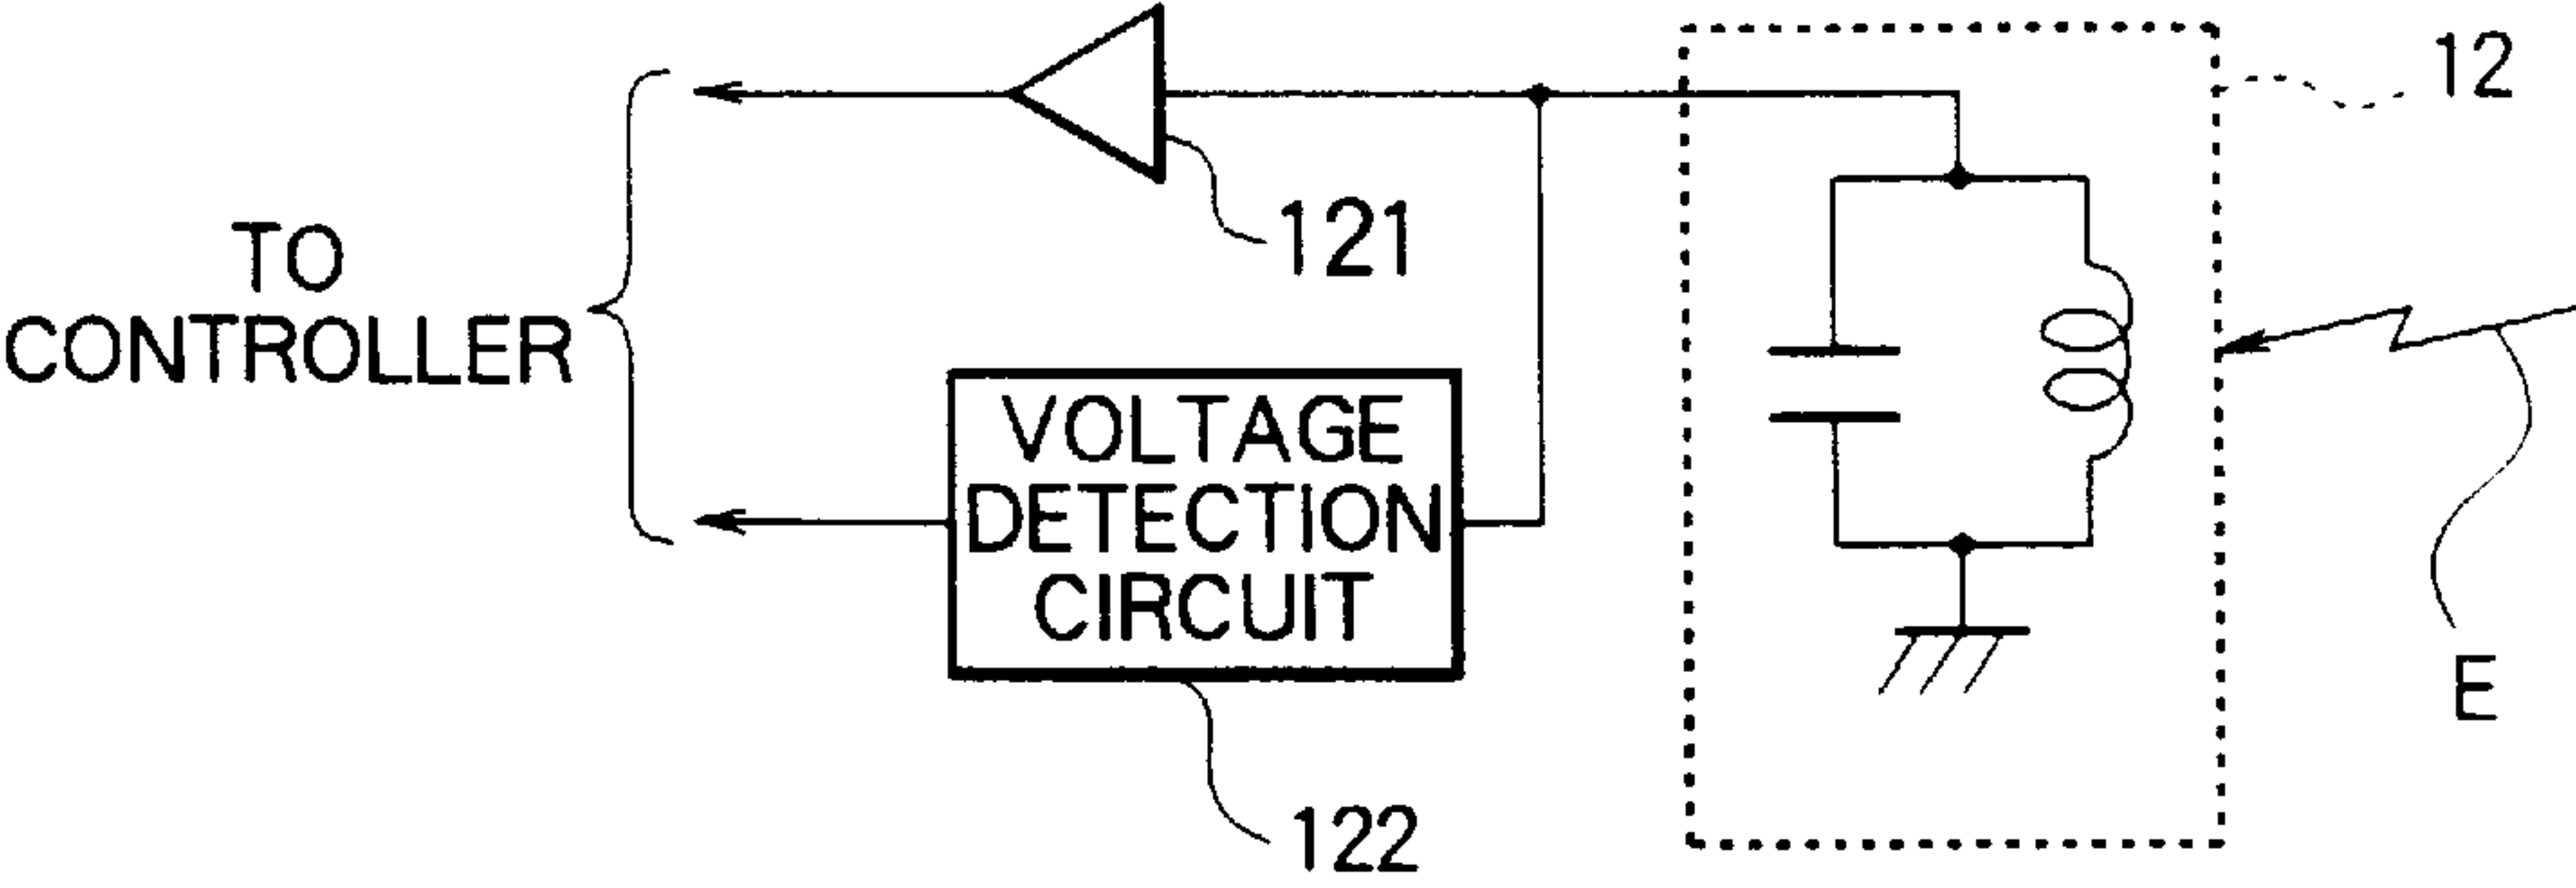 12
121
TO
CONTROLLER
VOLTAGE
DETECTION
CIRCUIT
E
122